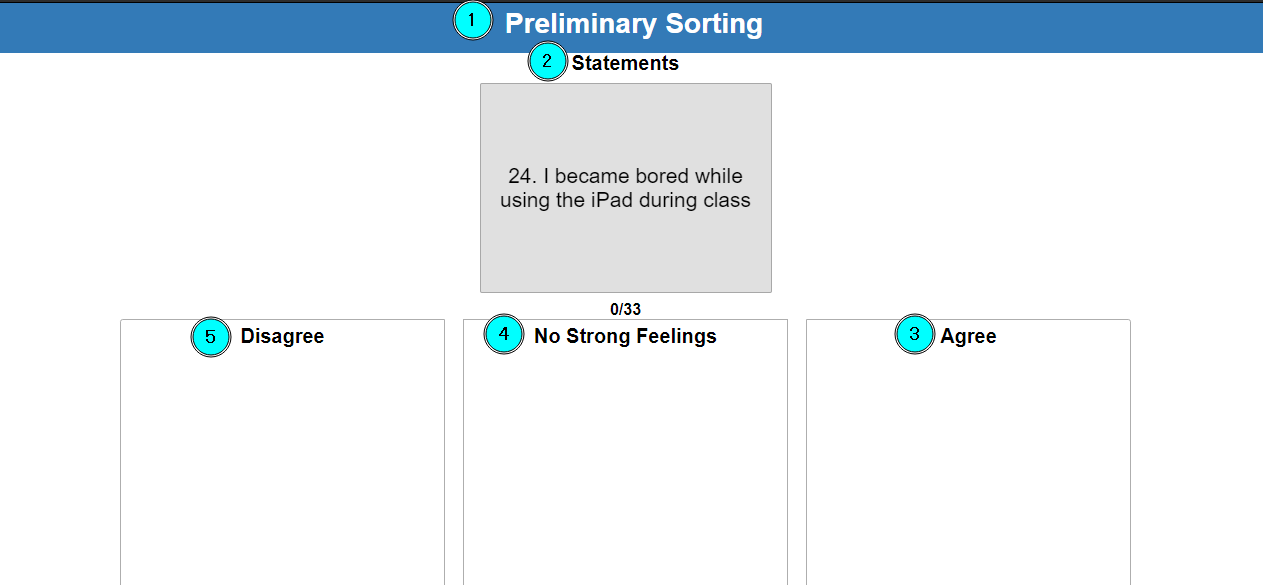 1 Preliminary Sorting
2 Statements
24. I became bored while
using the iPad during class
0/33
5 Disagree
4 No Strong Feelings
3 Agree